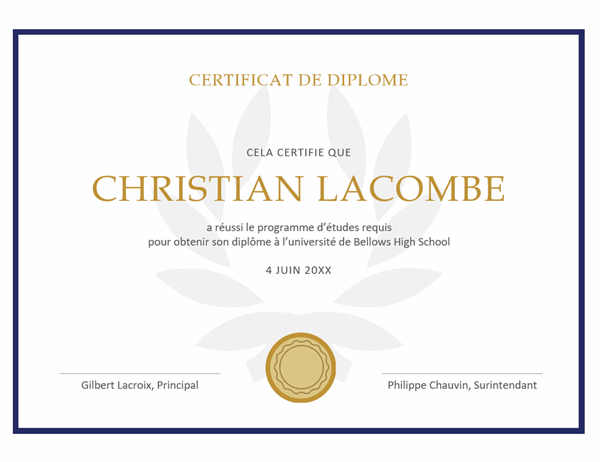 CERTIFICAT DE DIPLOME
CELA CERTIFIE QUE
CHRISTIAN LACOMBE
a réussi le programme d’études requis
pour obtenir son diplôme à l’université de Bellows High School
4 JUIN 20XX
Gilbert Lacroix, Principal
Philippe Chauvin, Surintendant